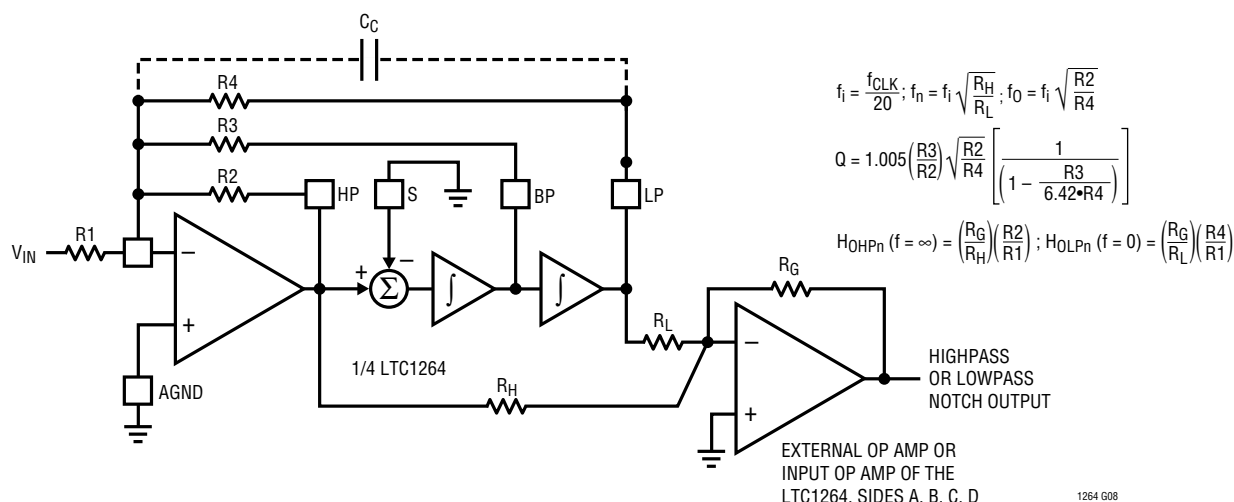 C_C
R4
R3
R2
HP
S
BP
LP
R1
V_IN
−
+
−
+
Σ
∫
∫
AGND
1/4 LTC1264
R_H
R_L
R_G
−
+
HIGHPASS
OR LOWPASS
NOTCH OUTPUT
EXTERNAL OP AMP OR
INPUT OP AMP OF THE
LTC1264, SIDES A, B, C, D
f_i = f_CLK/20; f_n = f_i √(R_H/R_L); f_O = f_i √(R2/R4)
Q = 1.005(R3/R2) √(R2/R4) [1/(1 − R3/(6.42•R4))]
H_OHPn (f = ∞) = (R_G/R_H)(R2/R1); H_OLPn (f = 0) = (R_G/R_L)(R4/R1)
1264 G08